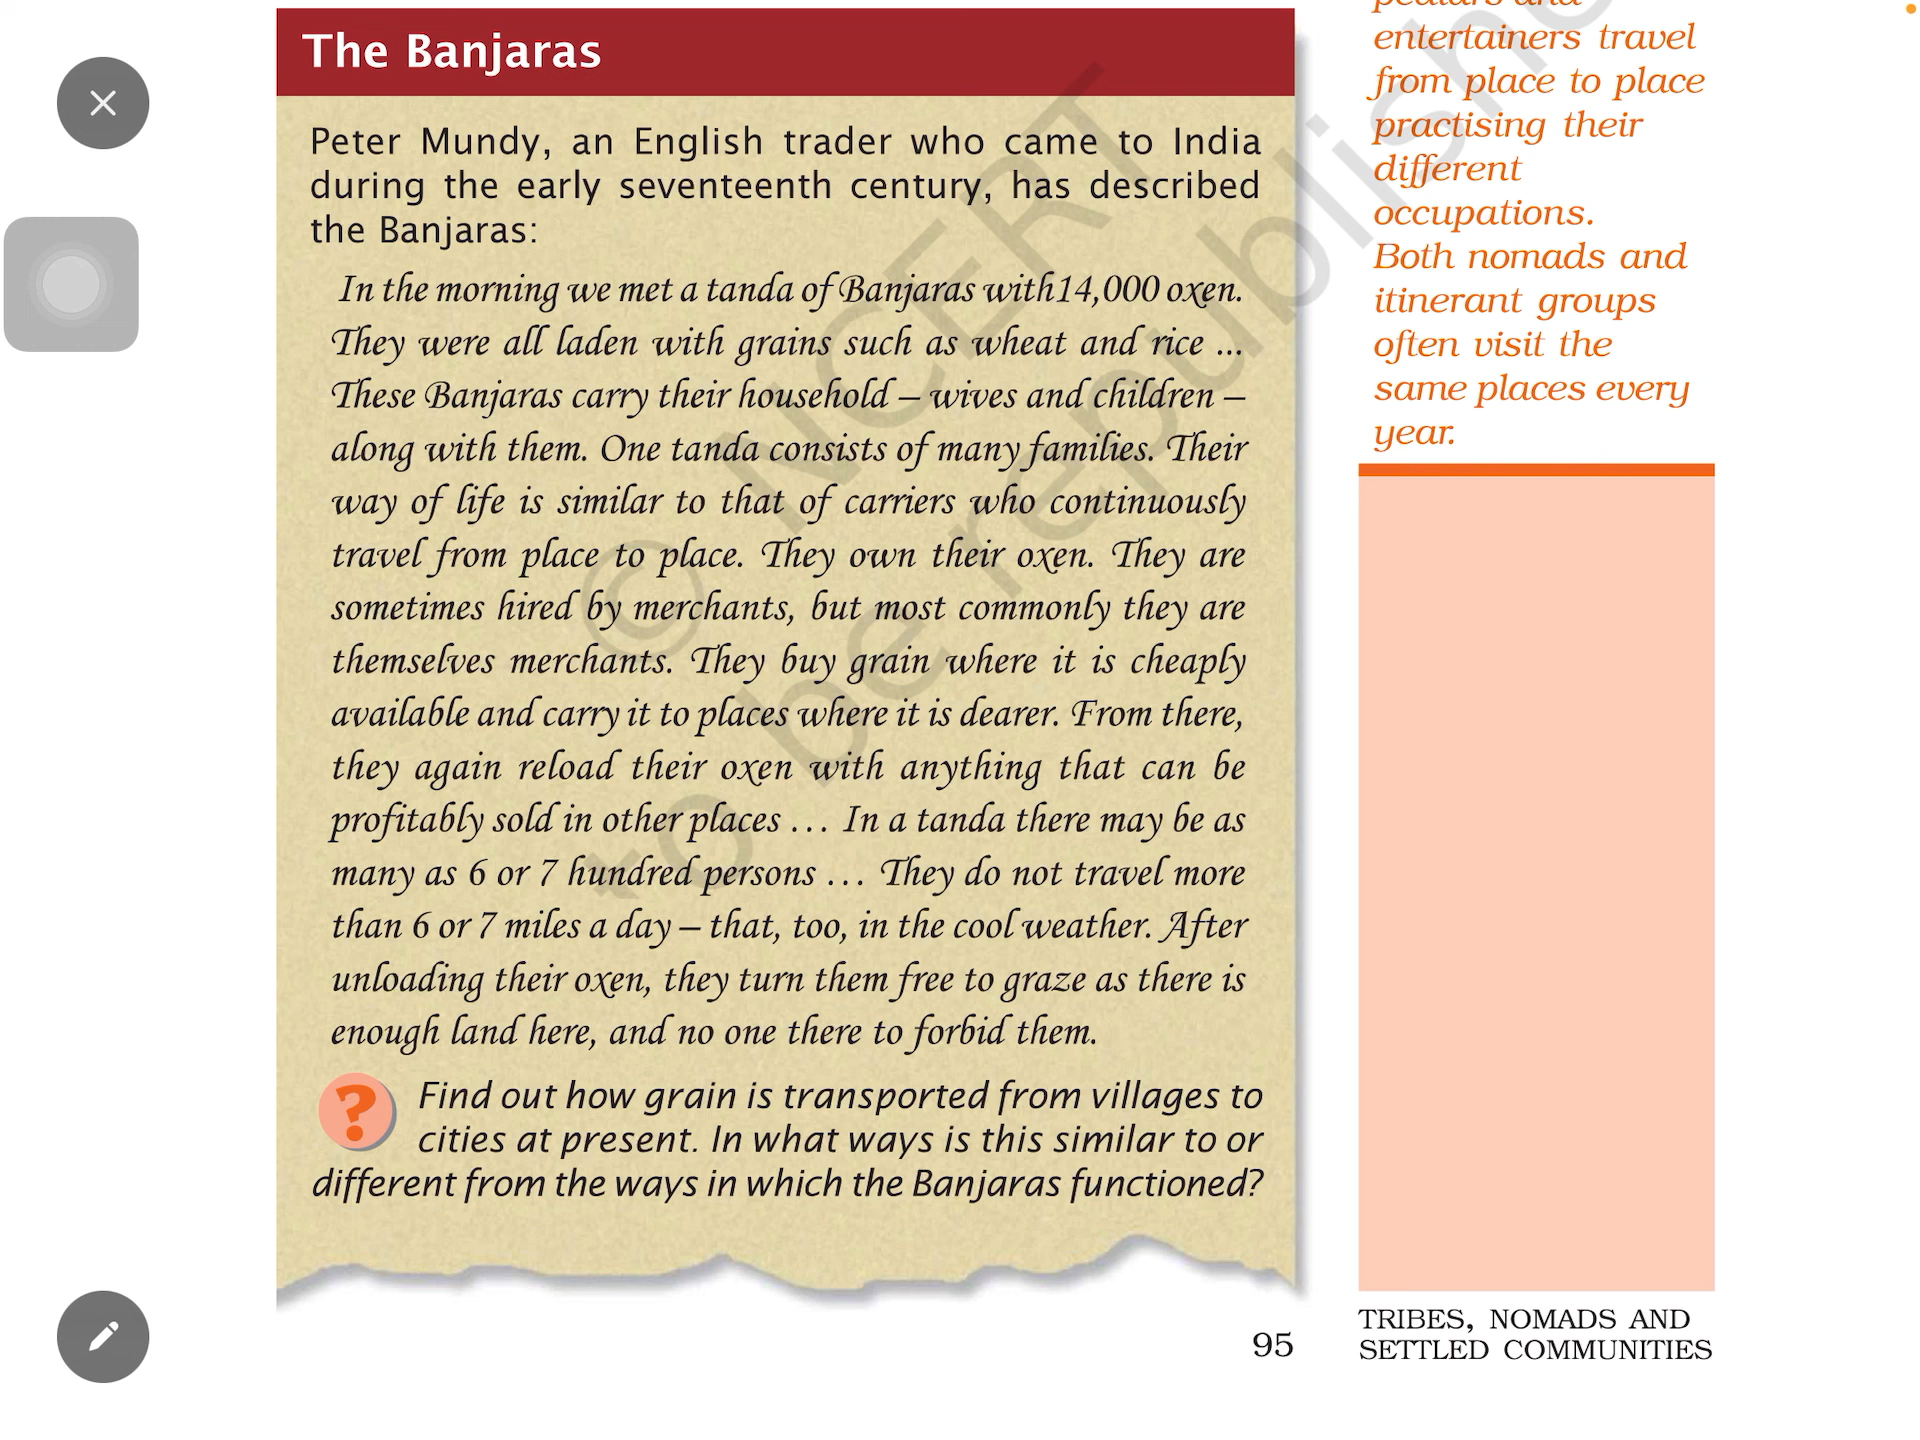 The Banjaras
Peter Mundy, an English trader who came to India
during the early seventeenth century, has described
the Banjaras:
In the morning we met a tanda of Banjaras with14,000 oxen.
They were all laden with grains such as wheat and rice ...
These Banjaras carry their household – wives and children –
along with them. One tanda consists of many families. Their
way of life is similar to that of carriers who continuously
travel from place to place. They own their oxen. They are
sometimes hired by merchants, but most commonly they are
themselves merchants. They buy grain where it is cheaply
available and carry it to places where it is dearer. From there,
they again reload their oxen with anything that can be
profitably sold in other places ... In a tanda there may be as
many as 6 or 7 hundred persons ... They do not travel more
than 6 or 7 miles a day – that, too, in the cool weather. After
unloading their oxen, they turn them free to graze as there is
enough land here, and no one there to forbid them.
? Find out how grain is transported from villages to
cities at present. In what ways is this similar to or
different from the ways in which the Banjaras functioned?
95
entertainers travel
from place to place
practising their
different
occupations.
Both nomads and
itinerant groups
often visit the
same places every
year.
TRIBES, NOMADS AND
SETTLED COMMUNITIES
© NCERT
to be republishe